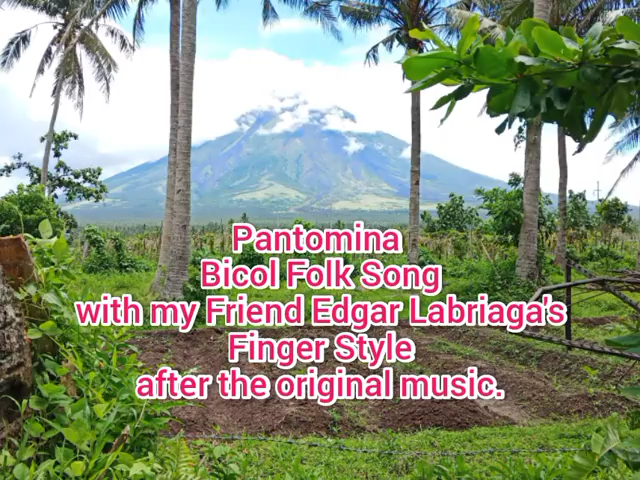 Pantomina
Bicol Folk Song
with my Friend Edgar Labriaga's
Finger Style
after the original music.